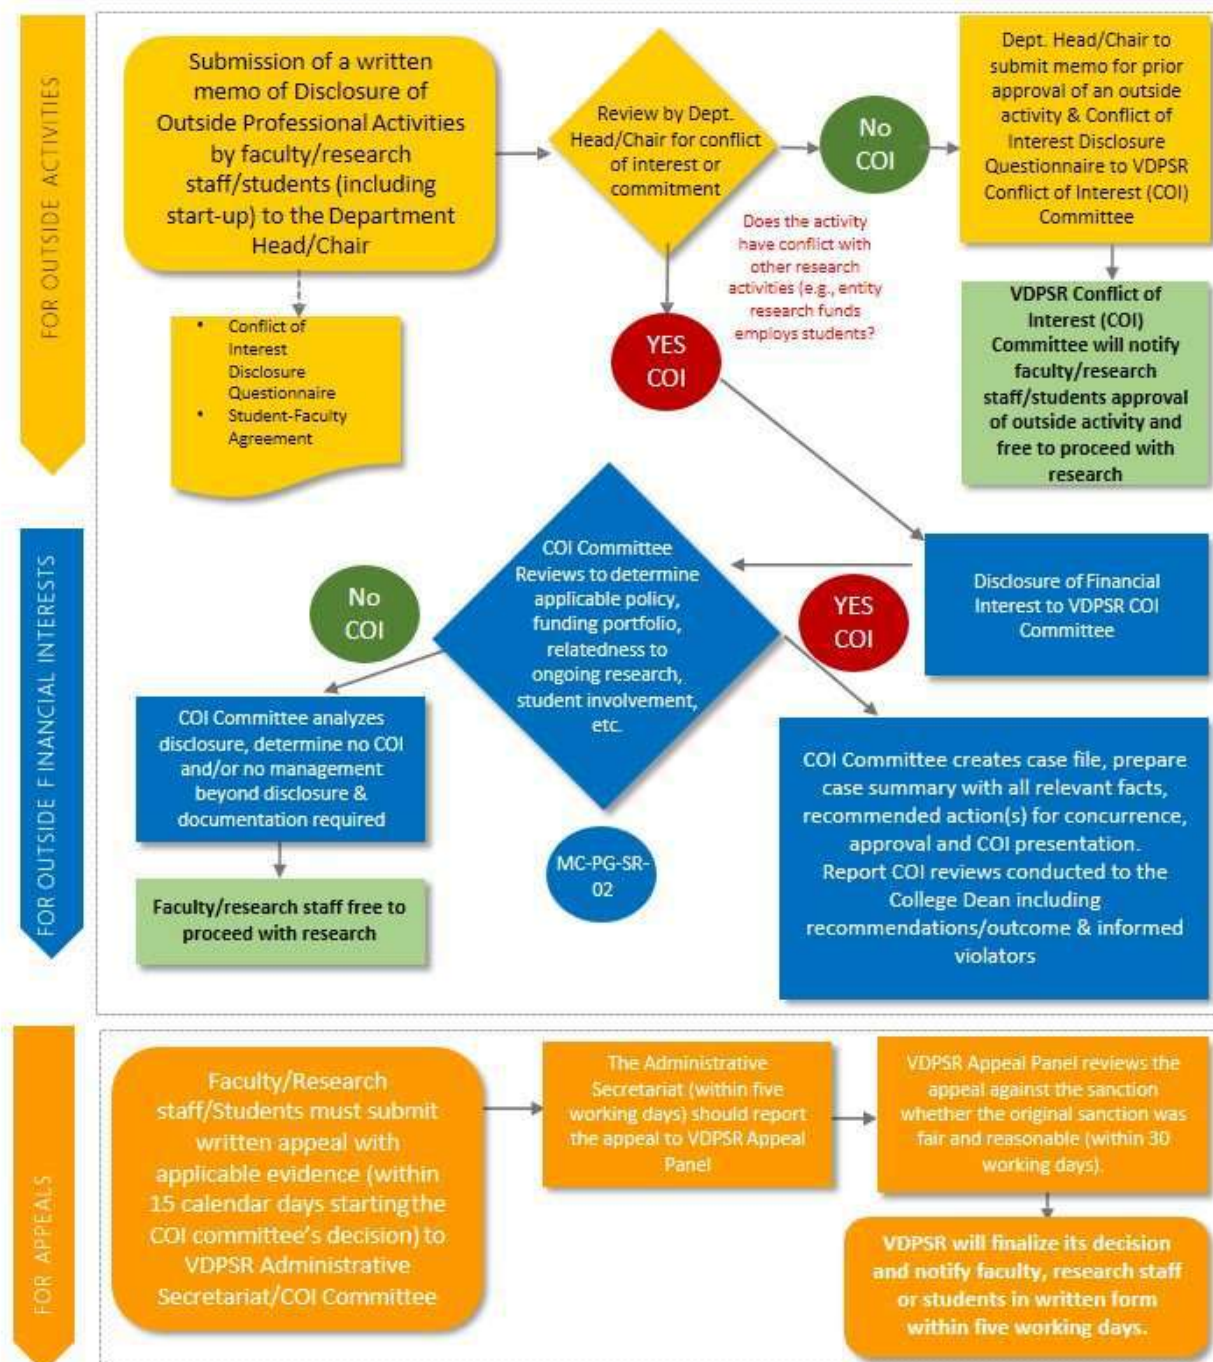 FOR OUTSIDE ACTIVITIES
Submission of a written
memo of Disclosure of
Outside Professional Activities
by faculty/research
staff/students (including
start-up) to the Department
Head/Chair
Review by Dept.
Head/Chair for conflict
of interest or
commitment
No
COI
Dept. Head/Chair to
submit memo for prior
approval of an outside
activity & Conflict of
Interest Disclosure
Questionnaire to VDPSR
Conflict of Interest (COI)
Committee
• Conflict of
Interest
Disclosure
Questionnaire
• Student-Faculty
Agreement
YES
COI
Does the activity
have conflict with
other research
activities (e.g., entity
research funds
employs students?
VDPSR Conflict of
Interest (COI)
Committee will notify
faculty/research
staff/students approval
of outside activity and
free to proceed with
research
FOR OUTSIDE FINANCIAL INTERESTS
Disclosure of Financial
Interest to VDPSR COI
Committee
COI Committee
Reviews to determine
applicable policy,
funding portfolio,
relatedness to
ongoing research,
student involvement,
etc.
No
COI
YES
COI
COI Committee analyzes
disclosure, determine no COI
and/or no management
beyond disclosure &
documentation required
Faculty/research staff free to
proceed with research
MC-PG-SR-
02
COI Committee creates case file, prepare
case summary with all relevant facts,
recommended action(s) for concurrence,
approval and COI presentation.
Report COI reviews conducted to the
College Dean including
recommendations/outcome & informed
violators
FOR APPEALS
Faculty/Research
staff/Students must submit
written appeal with
applicable evidence (within
15 calendar days starting the
COI committee's decision) to
VDPSR Administrative
Secretariat/COI Committee
The Administrative
Secretariat (within five
working days) should report
the appeal to VDPSR Appeal
Panel
VDPSR Appeal Panel reviews the
appeal against the sanction
whether the original sanction was
fair and reasonable (within 30
working days).
VDPSR will finalize its decision
and notify faculty, research staff
or students in written form
within five working days.